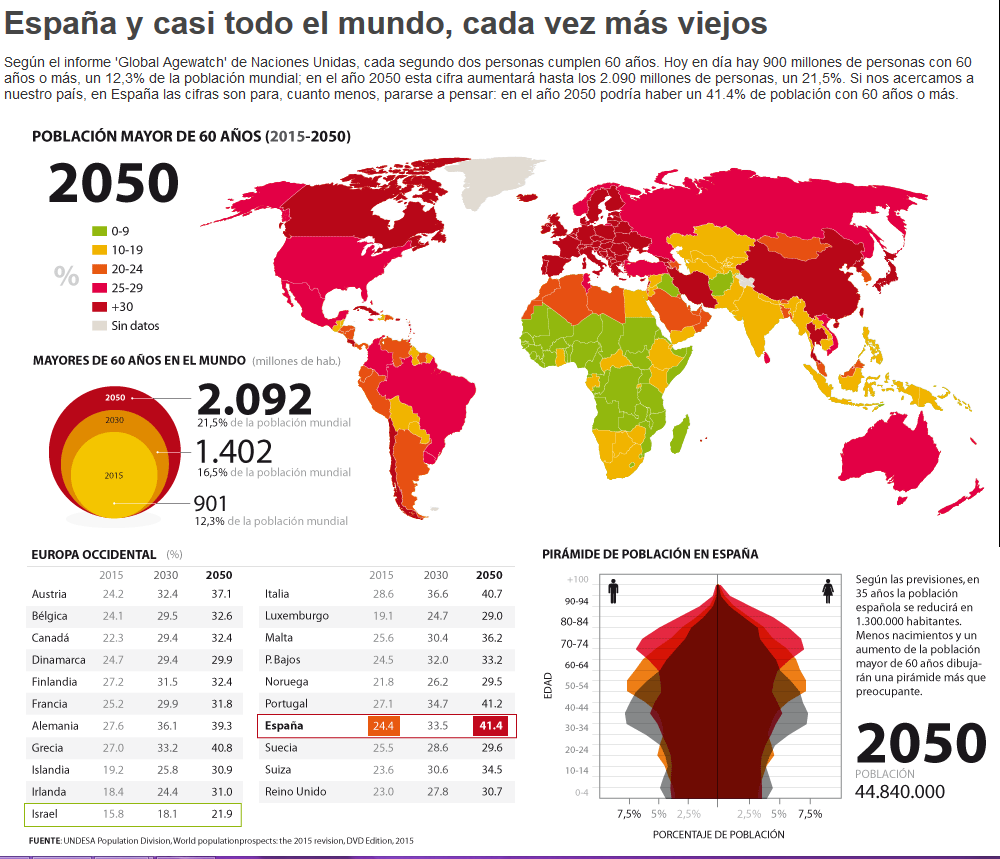 España y casi todo el mundo, cada vez más viejos
Según el informe 'Global Agewatch' de Naciones Unidas, cada segundo dos personas cumplen 60 años. Hoy en día hay 900 millones de personas con 60
años o más, un 12,3% de la población mundial; en el año 2050 esta cifra aumentará hasta los 2.090 millones de personas, un 21,5%. Si nos acercamos a
nuestro país, en España las cifras son para, cuanto menos, pararse a pensar: en el año 2050 podría haber un 41.4% de población con 60 años o más.
POBLACIÓN MAYOR DE 60 AÑOS (2015-2050)
2050
%
0-9
10-19
20-24
25-29
+30
Sin datos
MAYORES DE 60 AÑOS EN EL MUNDO (millones de hab.)
2050
2030
2015
2.092
21,5% de la población mundial
1.402
16,5% de la población mundial
901
12,3% de la población mundial
EUROPA OCCIDENTAL (%)
2015 2030 2050
Austria 24.2 32.4 37.1
Bélgica 24.1 29.5 32.6
Canadá 22.3 29.4 32.4
Dinamarca 24.7 29.4 29.9
Finlandia 27.2 31.5 32.4
Francia 25.2 29.9 31.8
Alemania 27.6 36.1 39.3
Grecia 27.0 33.2 40.8
Islandia 19.2 25.8 30.9
Irlanda 18.4 24.4 31.0
Israel 15.8 18.1 21.9
2015 2030 2050
Italia 28.6 36.6 40.7
Luxemburgo 19.1 24.7 29.0
Malta 25.6 30.4 36.2
P. Bajos 24.5 32.0 33.2
Noruega 21.8 26.2 29.5
Portugal 27.1 34.7 41.2
España 24.4 33.5 41.4
Suecia 25.5 28.6 29.6
Suiza 23.6 30.6 34.5
Reino Unido 23.0 27.8 30.7
FUENTE: UNDESA Population Division, World populationprospects: the 2015 revision, DVD Edition, 2015
PIRÁMIDE DE POBLACIÓN EN ESPAÑA
EDAD
+100
90-94
80-84
70-74
60-64
50-54
40-44
30-34
20-24
10-14
0-4
7,5% 5% 2,5% 2,5% 5% 7,5%
PORCENTAJE DE POBLACIÓN
Según las previsiones, en
35 años la población
española se reducirá en
1.300.000 habitantes.
Menos nacimientos y un
aumento de la población
mayor de 60 años dibuja-
rán una pirámide más que
preocupante.
2050
POBLACIÓN
44.840.000